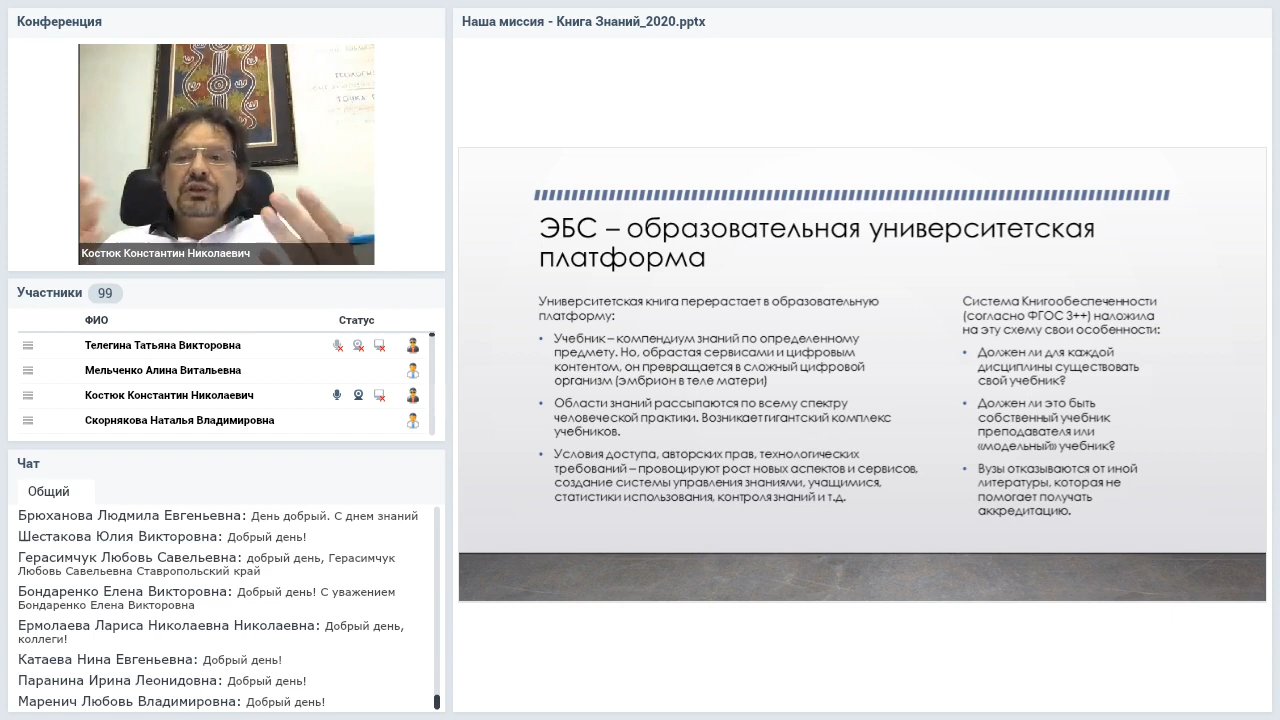 Конференция
Костюк Константин Николаевич
Участники 99
ФИО Статус
Телегина Татьяна Викторовна
Мельченко Алина Витальевна
Костюк Константин Николаевич
Скорнякова Наталья Владимировна
Чат
Общий
Брюханова Людмила Евгеньевна: День добрый. С днем знаний
Шестакова Юлия Викторовна: Добрый день!
Герасимчук Любовь Савельевна: добрый день, Герасимчук
Любовь Савельевна Ставропольский край
Бондаренко Елена Викторовна: Добрый день! С уважением
Бондаренко Елена Викторовна
Ермолаева Лариса Николаевна Николаевна: Добрый день,
коллеги!
Катаева Нина Евгеньевна: Добрый день!
Паранина Ирина Леонидовна: Добрый день!
Маренич Любовь Владимировна: Добрый день!
Наша миссия - Книга Знаний_2020.pptx
ЭБС – образовательная университетская
платформа
Университетская книга перерастает в образовательную
платформу:
• Учебник – компендиум знаний по определенному
предмету. Но, обрастая сервисами и цифровым
контентом, он превращается в сложный цифровой
организм (эмбрион в теле матери)
• Области знаний рассыпаются по всему спектру
человеческой практики. Возникает гигантский комплекс
учебников.
• Условия доступа, авторских прав, технологических
требований – провоцируют рост новых аспектов и сервисов,
создание системы управления знаниями, учащимися,
статистики использования, контроля знаний и т.д.
Система Книгообеспеченности
(согласно ФГОС 3++) наложила
на эту схему свои особенности:
• Должен ли для каждой
дисциплины существовать
свой учебник?
• Должен ли это быть
собственный учебник
преподавателя или
«модельный» учебник?
• Вузы отказываются от иной
литературы, которая не
помогает получать
аккредитацию.